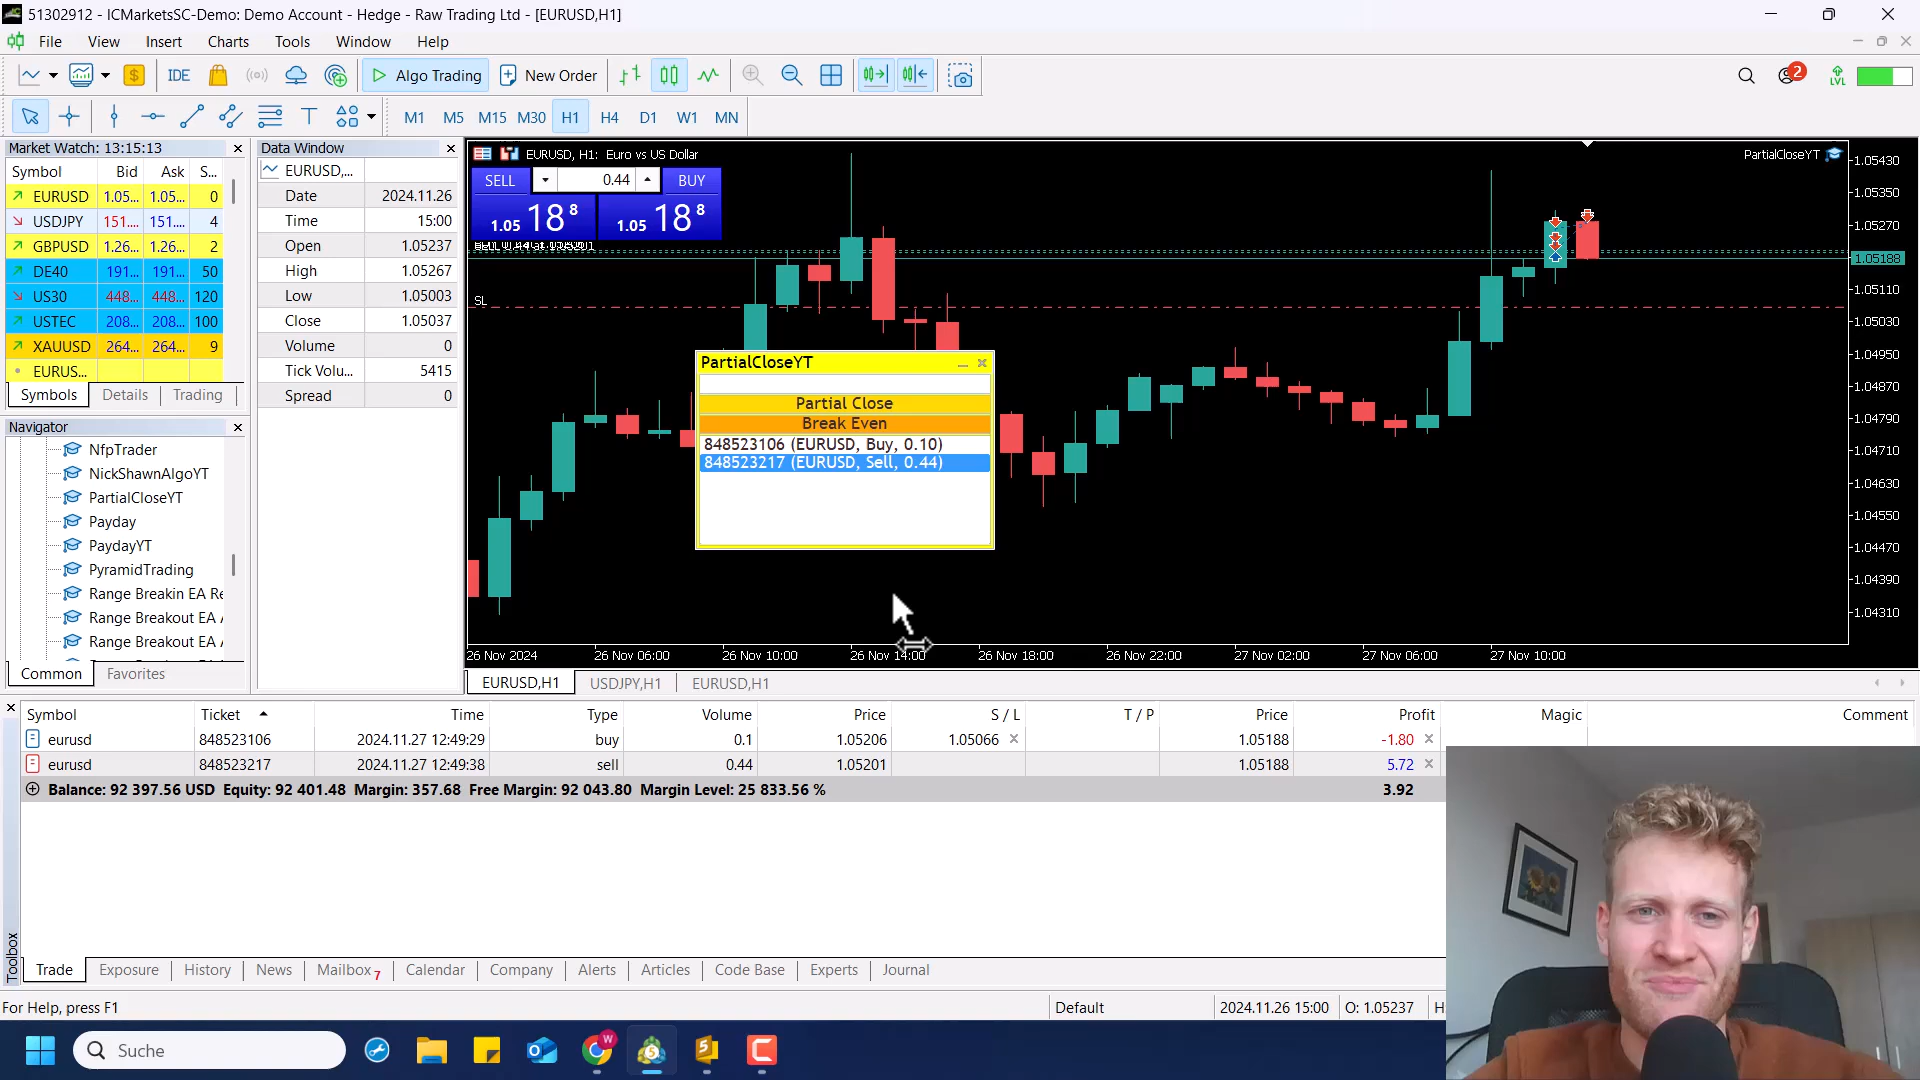 51302912 - ICMarketsSC-Demo: Demo Account - Hedge - Raw Trading Ltd - [EURUSD,H1]
File View Insert Charts Tools Window Help
IDE Algo Trading New Order 2 LVL
M1 M5 M15 M30 H1 H4 D1 W1 MN
Market Watch: 13:15:13
Symbol Bid Ask S...
EURUSD 1.05... 1.05... 0
USDJPY 151.... 151.... 4
GBPUSD 1.26... 1.26... 2
DE40 191... 191... 50
US30 448... 448... 120
USTEC 208... 208... 100
XAUUSD 264... 264... 9
EURUS...
Symbols Details Trading
Navigator
NfpTrader
NickShawnAlgoYT
PartialCloseYT
Payday
PaydayYT
PyramidTrading
Range Breakin EA Re
Range Breakout EA
Range Breakout EA
Common Favorites
Data Window
EURUSD,...
Date 2024.11.26
Time 15:00
Open 1.05237
High 1.05267
Low 1.05003
Close 1.05037
Volume 0
Tick Volu... 5415
Spread 0
EURUSD, H1: Euro vs US Dollar
PartialCloseYT
SELL 0.44 BUY
1.05 18 8 1.05 18 8
SL
PartialCloseYT
Partial Close
Break Even
848523106 (EURUSD, Buy, 0.10)
848523217 (EURUSD, Sell, 0.44)
1.05430
1.05350
1.05270
1.05188
1.05110
1.05030
1.04950
1.04870
1.04790
1.04710
1.04630
1.04550
1.04470
1.04390
1.04310
26 Nov 2024 26 Nov 06:00 26 Nov 10:00 26 Nov 14:00 26 Nov 18:00 26 Nov 22:00 27 Nov 02:00 27 Nov 06:00 27 Nov 10:00
EURUSD,H1 USDJPY,H1 EURUSD,H1
Symbol Ticket Time Type Volume Price S / L T / P Price Profit Magic Comment
eurusd 848523106 2024.11.27 12:49:29 buy 0.1 1.05206 1.05066 1.05188 -1.80
eurusd 848523217 2024.11.27 12:49:38 sell 0.44 1.05201 1.05188 5.72
Balance: 92 397.56 USD Equity: 92 401.48 Margin: 357.68 Free Margin: 92 043.80 Margin Level: 25 833.56 % 3.92
Toolbox
Trade Exposure History News Mailbox 7 Calendar Company Alerts Articles Code Base Experts Journal
For Help, press F1 Default 2024.11.26 15:00 O: 1.05237 H
Suche